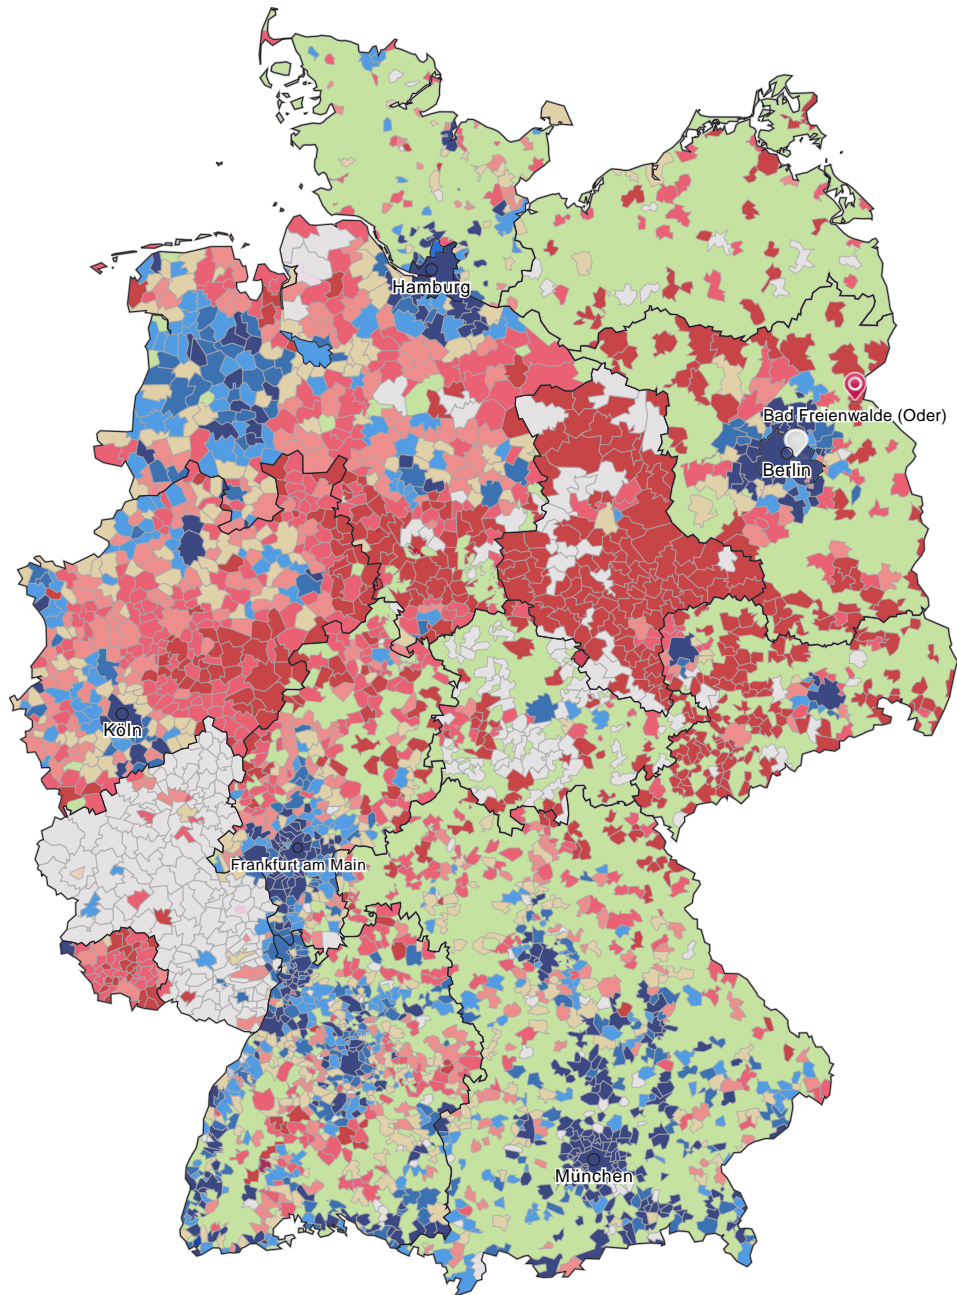 Hamburg
Bad Freienwalde (Oder)
Berlin
Köln
Frankfurt am Main
München